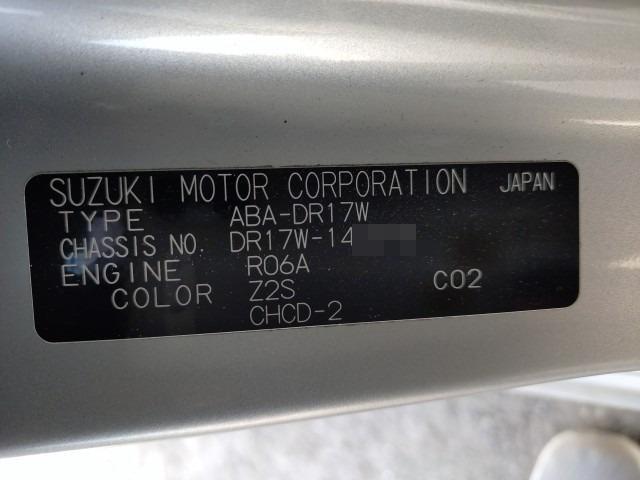 SUZUKI MOTOR CORPORATION JAPAN
TYPE ABA-DR17W
CHASSIS NO. DR17W-14
ENGINE R06A
COLOR Z2S C02
CHCD-2